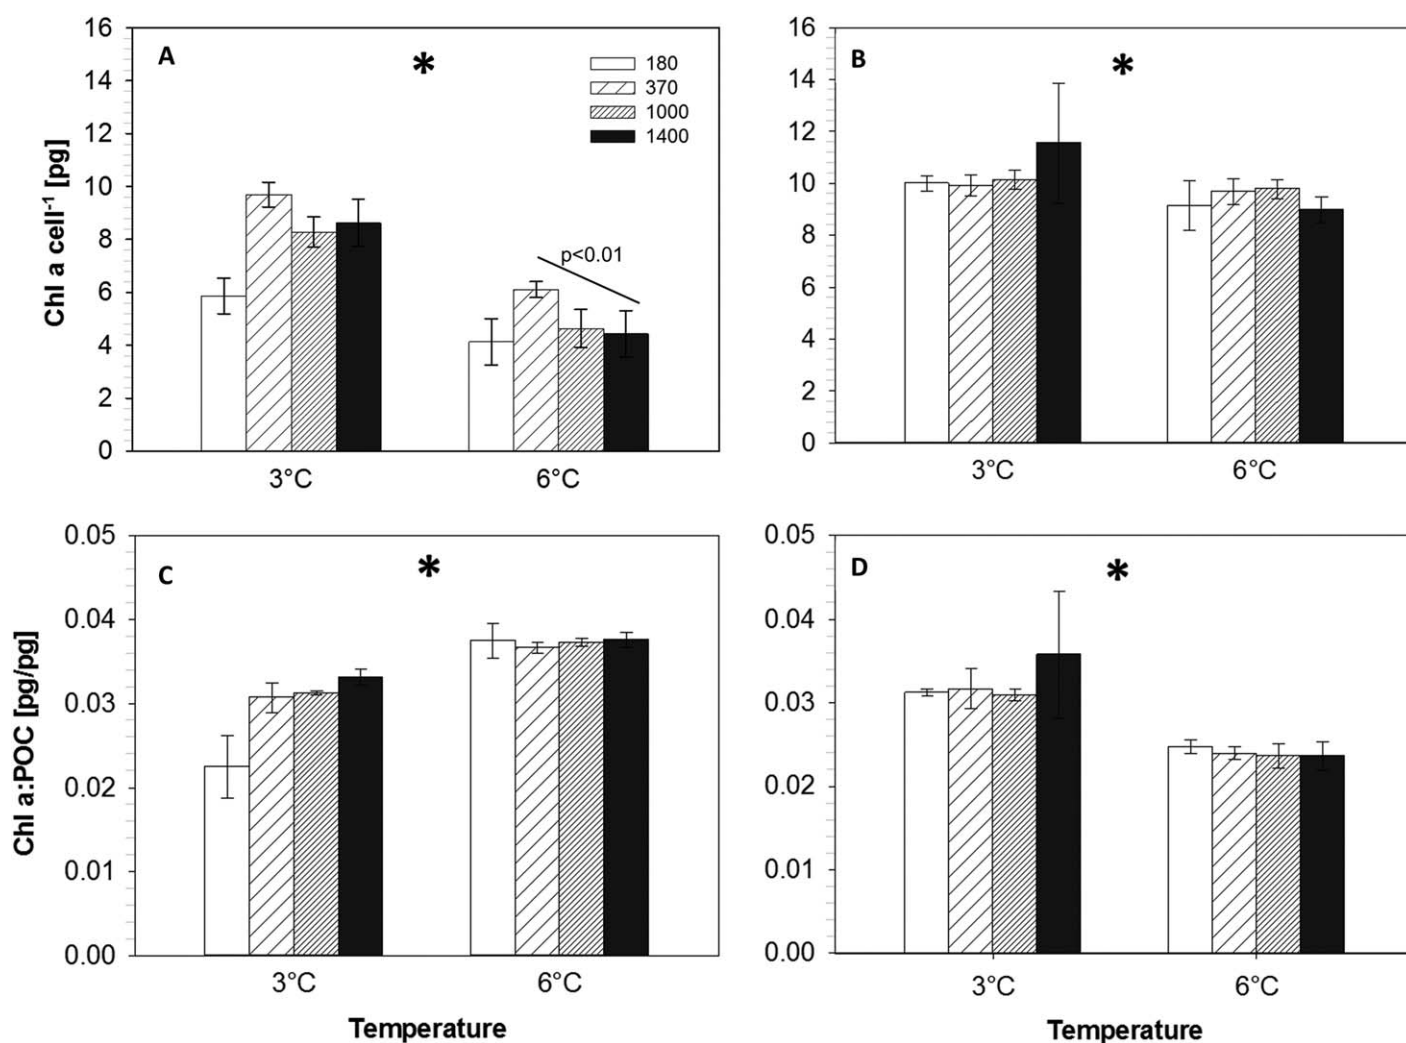 A
*
180
370
1000
1400
16
14
12
10
8
6
4
2
0
Chl a cell-1 [pg]
p<0.01
3°C
6°C
B
*
16
14
12
10
8
6
4
2
0
3°C
6°C
C
*
0.05
0.04
0.03
0.02
0.01
0.00
Chl a:POC [pg/pg]
3°C
6°C
Temperature
D
*
0.05
0.04
0.03
0.02
0.01
0.00
3°C
6°C
Temperature